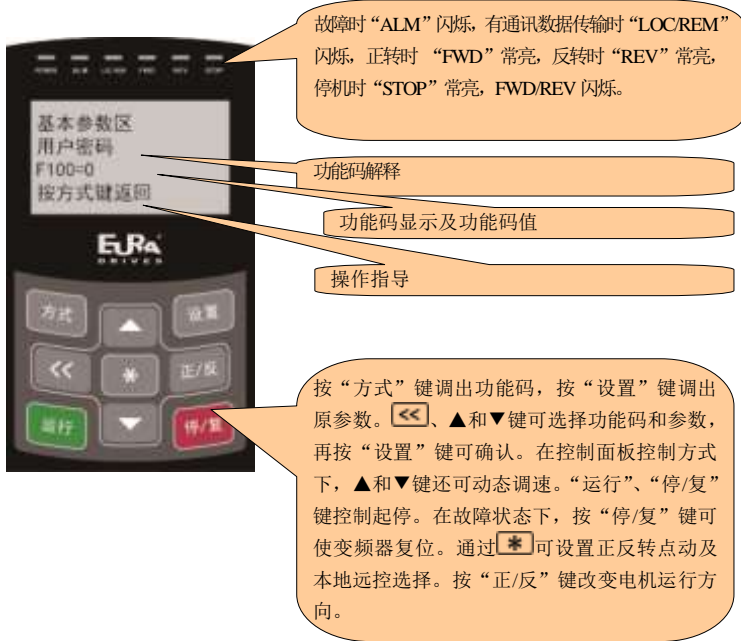 故障时“ALM”闪烁，有通讯数据传输时“LOC/REM”
闪烁，正转时 “FWD”常亮，反转时“REV”常亮，
停机时“STOP”常亮，FWD/REV 闪烁。
POWER ALM LOC/REM FWD REV STOP
基本参数区
用户密码
F100=0
按方式键返回
功能码解释
功能码显示及功能码值
操作指导
EURA
DRIVES
方式
设置
<<
*
正/反
运行
停/复
按“方式”键调出功能码，按“设置”键调出
原参数。<<、▲和▼键可选择功能码和参数，
再按“设置”键可确认。在控制面板控制方式
下，▲和▼键还可动态调速。“运行”、“停/复”
键控制起停。在故障状态下，按“停/复”键可
使变频器复位。通过*可设置正反转点动及
本地远控选择。按“正/反”键改变电机运行方
向。